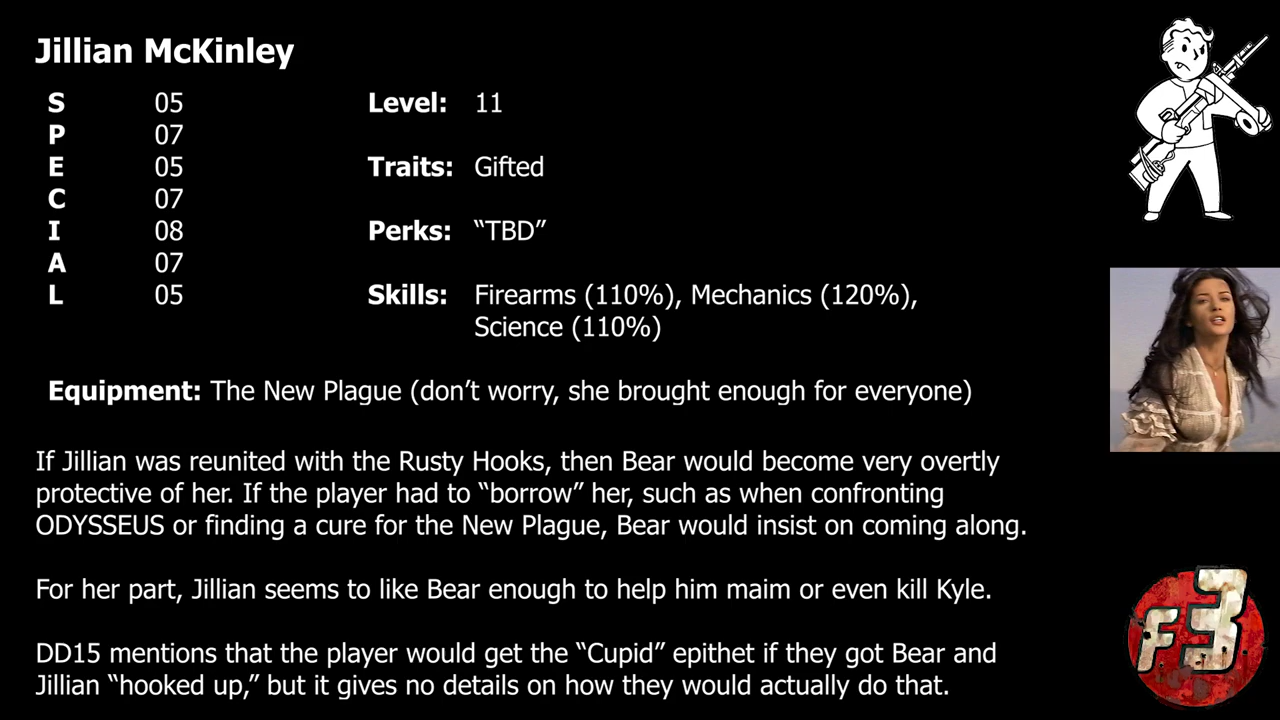 Jillian McKinley
S 05 Level: 11
P 07
E 05 Traits: Gifted
C 07
I 08 Perks: “TBD”
A 07
L 05 Skills: Firearms (110%), Mechanics (120%),
Science (110%)
Equipment: The New Plague (don’t worry, she brought enough for everyone)
If Jillian was reunited with the Rusty Hooks, then Bear would become very overtly
protective of her. If the player had to “borrow” her, such as when confronting
ODYSSEUS or finding a cure for the New Plague, Bear would insist on coming along.
For her part, Jillian seems to like Bear enough to help him maim or even kill Kyle.
DD15 mentions that the player would get the “Cupid” epithet if they got Bear and
Jillian “hooked up,” but it gives no details on how they would actually do that.
F3